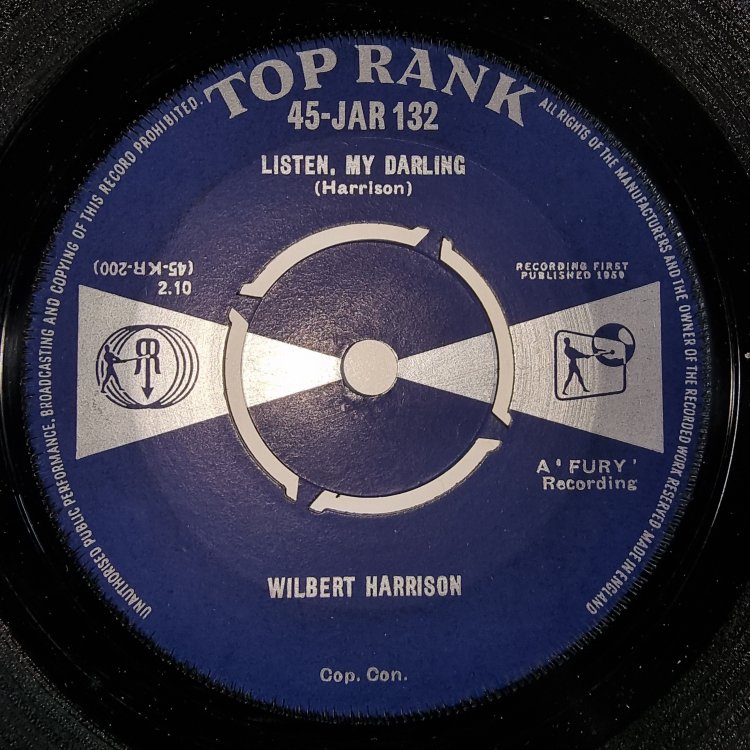 TOP RANK
45-JAR 132
LISTEN, MY DARLING
(Harrison)
(45-KR-200)
2.10
RECORDING FIRST
PUBLISHED 1959
A 'FURY'
Recording
WILBERT HARRISON
Cop. Con.
UNAUTHORISED PUBLIC PERFORMANCE, BROADCASTING AND COPYING OF THIS RECORD PROHIBITED.
ALL RIGHTS OF THE MANUFACTURERS AND THE OWNER OF THE RECORDED WORK RESERVED-MADE IN ENGLAND